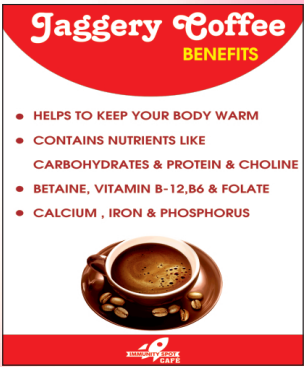 Jaggery Coffee
BENEFITS
HELPS TO KEEP YOUR BODY WARM
CONTAINS NUTRIENTS LIKE
CARBOHYDRATES & PROTEIN & CHOLINE
BETAINE, VITAMIN B-12,B6 & FOLATE
CALCIUM , IRON & PHOSPHORUS
IMMUNITY SPOT
CAFÉ